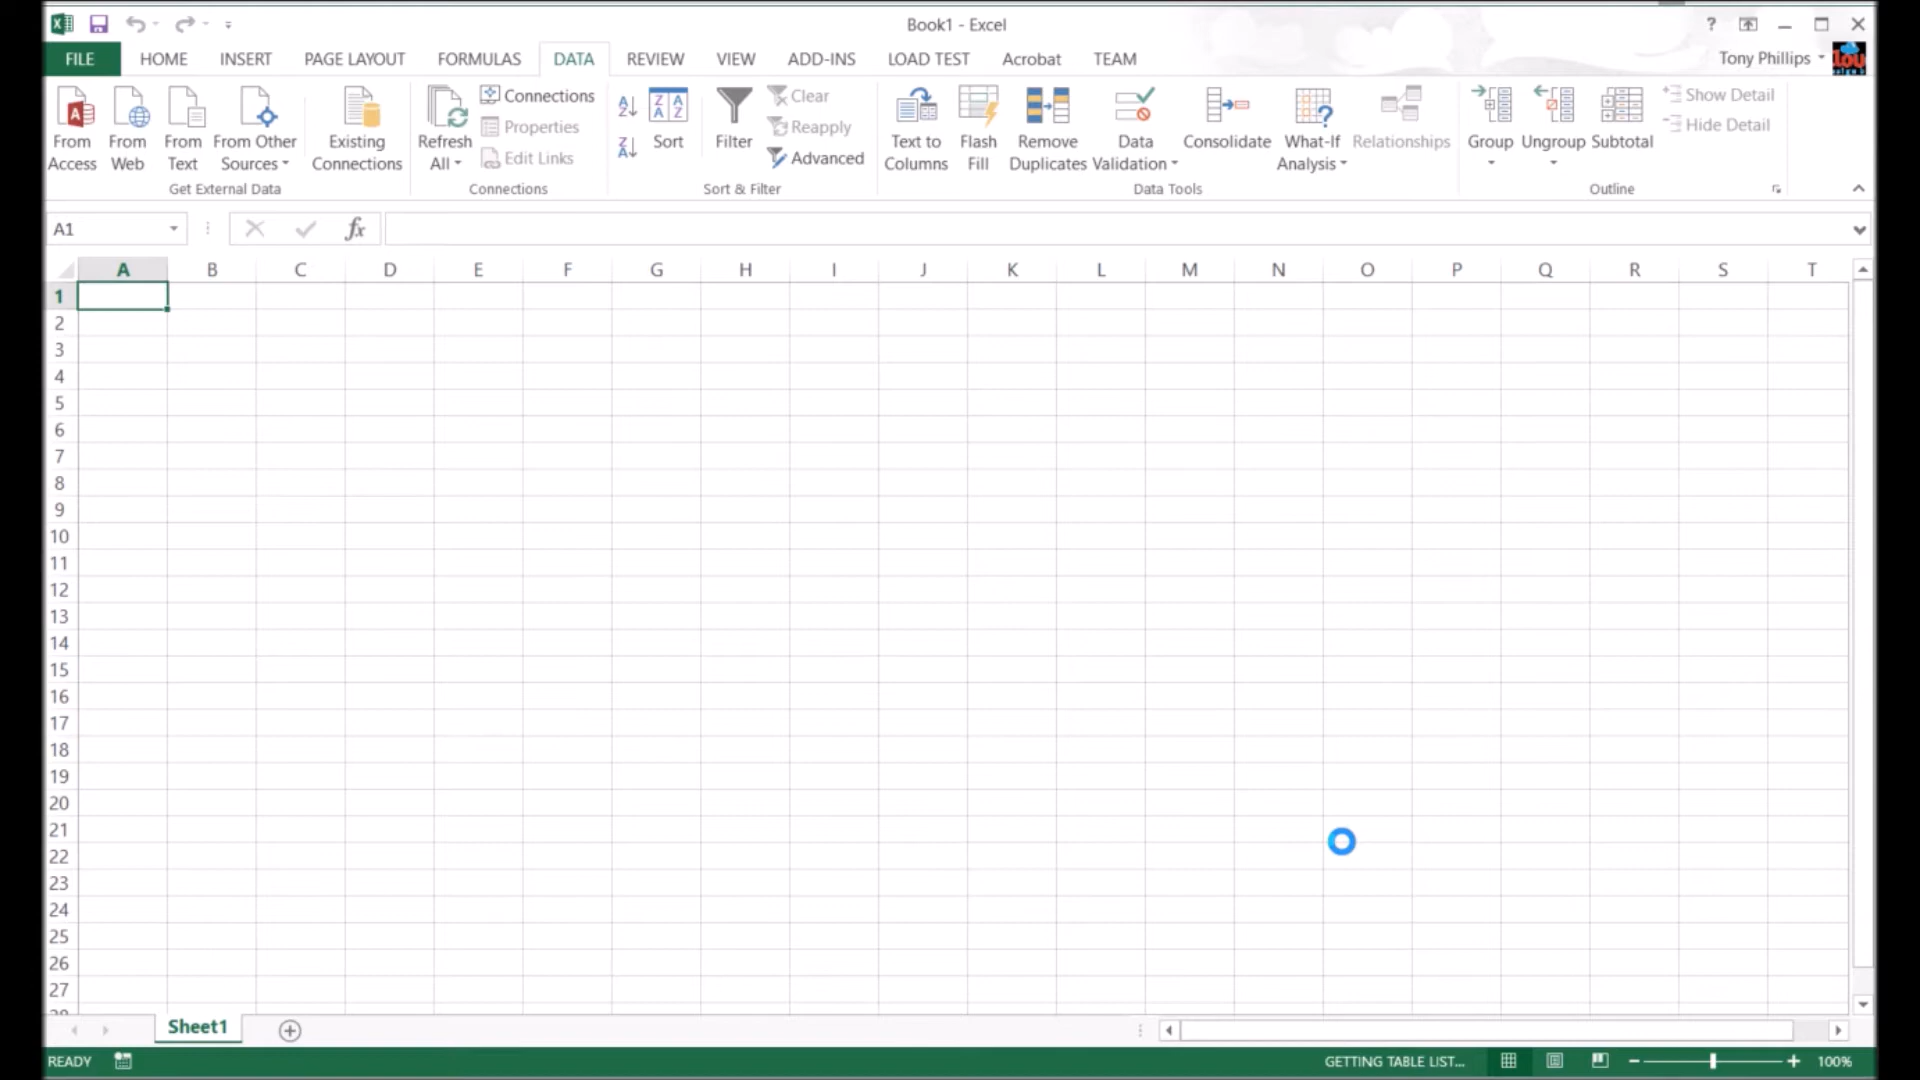 Book1 - Excel
?
FILE HOME INSERT PAGE LAYOUT FORMULAS DATA REVIEW VIEW ADD-INS LOAD TEST Acrobat TEAM Tony Phillips
From Access
From Web
From Text
From Other Sources
Existing Connections
Get External Data
Refresh All
Connections
Properties
Edit Links
Connections
Sort
Filter
Clear
Reapply
Advanced
Sort & Filter
Text to Columns
Flash Fill
Remove Duplicates
Data Validation
Consolidate
What-If Analysis
Relationships
Data Tools
Group
Ungroup
Subtotal
Show Detail
Hide Detail
Outline
A1 fx
A B C D E F G H I J K L M N O P Q R S T
1
2
3
4
5
6
7
8
9
10
11
12
13
14
15
16
17
18
19
20
21
22
23
24
25
26
27
28
Sheet1
READY GETTING TABLE LIST... 100%